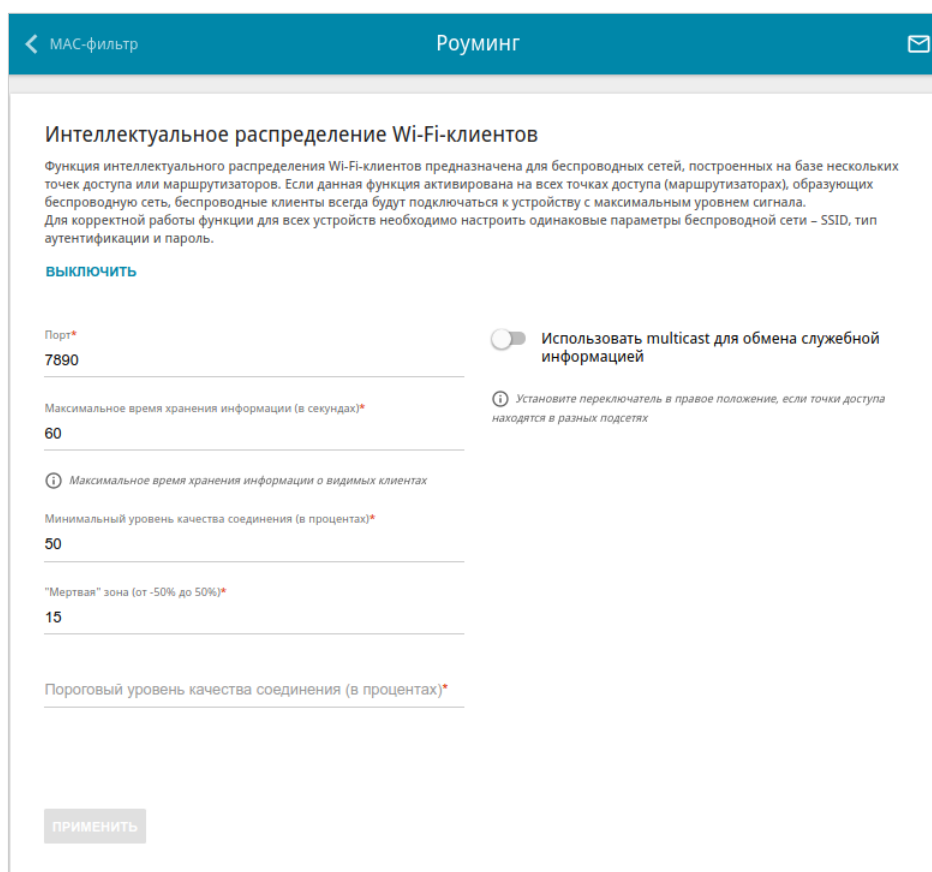 МАС-фильтр
Роуминг
Интеллектуальное распределение Wi-Fi-клиентов
Функция интеллектуального распределения Wi-Fi-клиентов предназначена для беспроводных сетей, построенных на базе нескольких
точек доступа или маршрутизаторов. Если данная функция активирована на всех точках доступа (маршрутизаторах), образующих
беспроводную сеть, беспроводные клиенты всегда будут подключаться к устройству с максимальным уровнем сигнала.
Для корректной работы функции для всех устройств необходимо настроить одинаковые параметры беспроводной сети – SSID, тип
аутентификации и пароль.
ВЫКЛЮЧИТЬ
Порт*
7890
Максимальное время хранения информации (в секундах)*
60
Максимальное время хранения информации о видимых клиентах
Минимальный уровень качества соединения (в процентах)*
50
"Мертвая" зона (от -50% до 50%)*
15
Пороговый уровень качества соединения (в процентах)*
Использовать multicast для обмена служебной
информацией
Установите переключатель в правое положение, если точки доступа
находятся в разных подсетях
ПРИМЕНИТЬ